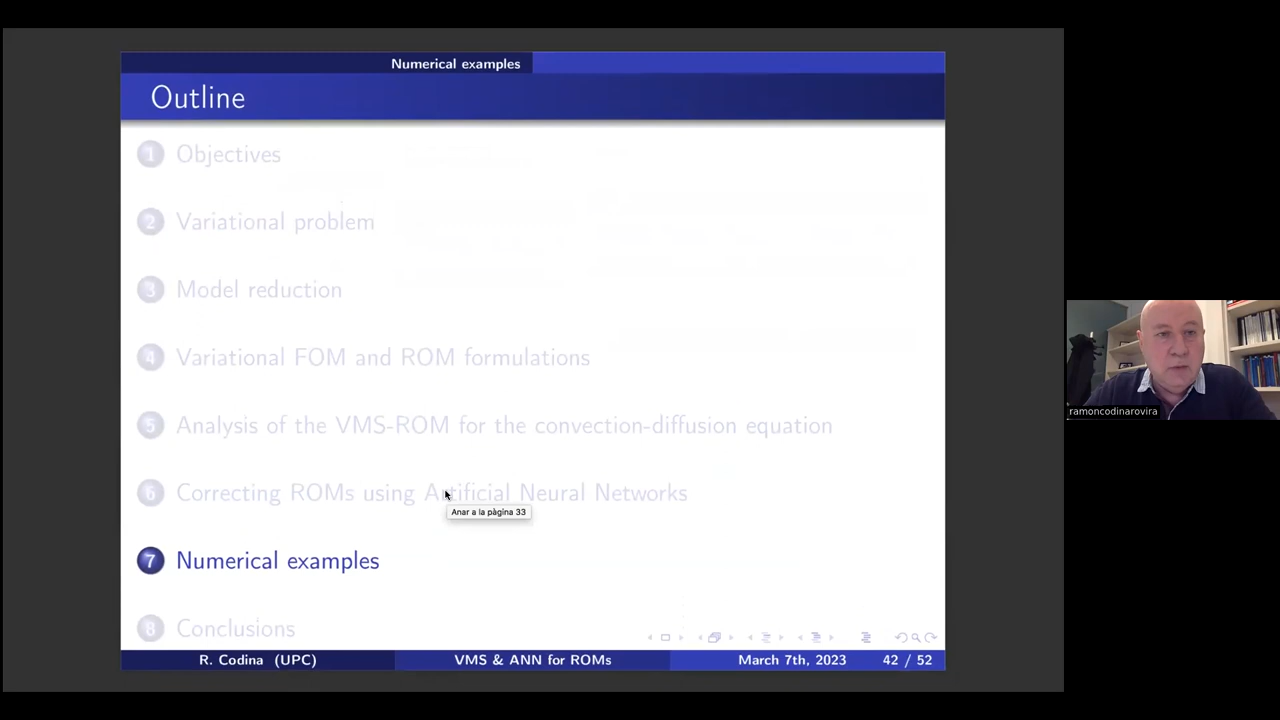 Numerical examples
Outline
1 Objectives
2 Variational problem
3 Model reduction
4 Variational FOM and ROM formulations
5 Analysis of the VMS-ROM for the convection-diffusion equation
6 Correcting ROMs using Artificial Neural Networks
Anar a la pàgina 33
7 Numerical examples
8 Conclusions
R. Codina (UPC) VMS & ANN for ROMs March 7th, 2023 42 / 52
ramoncodinarovira